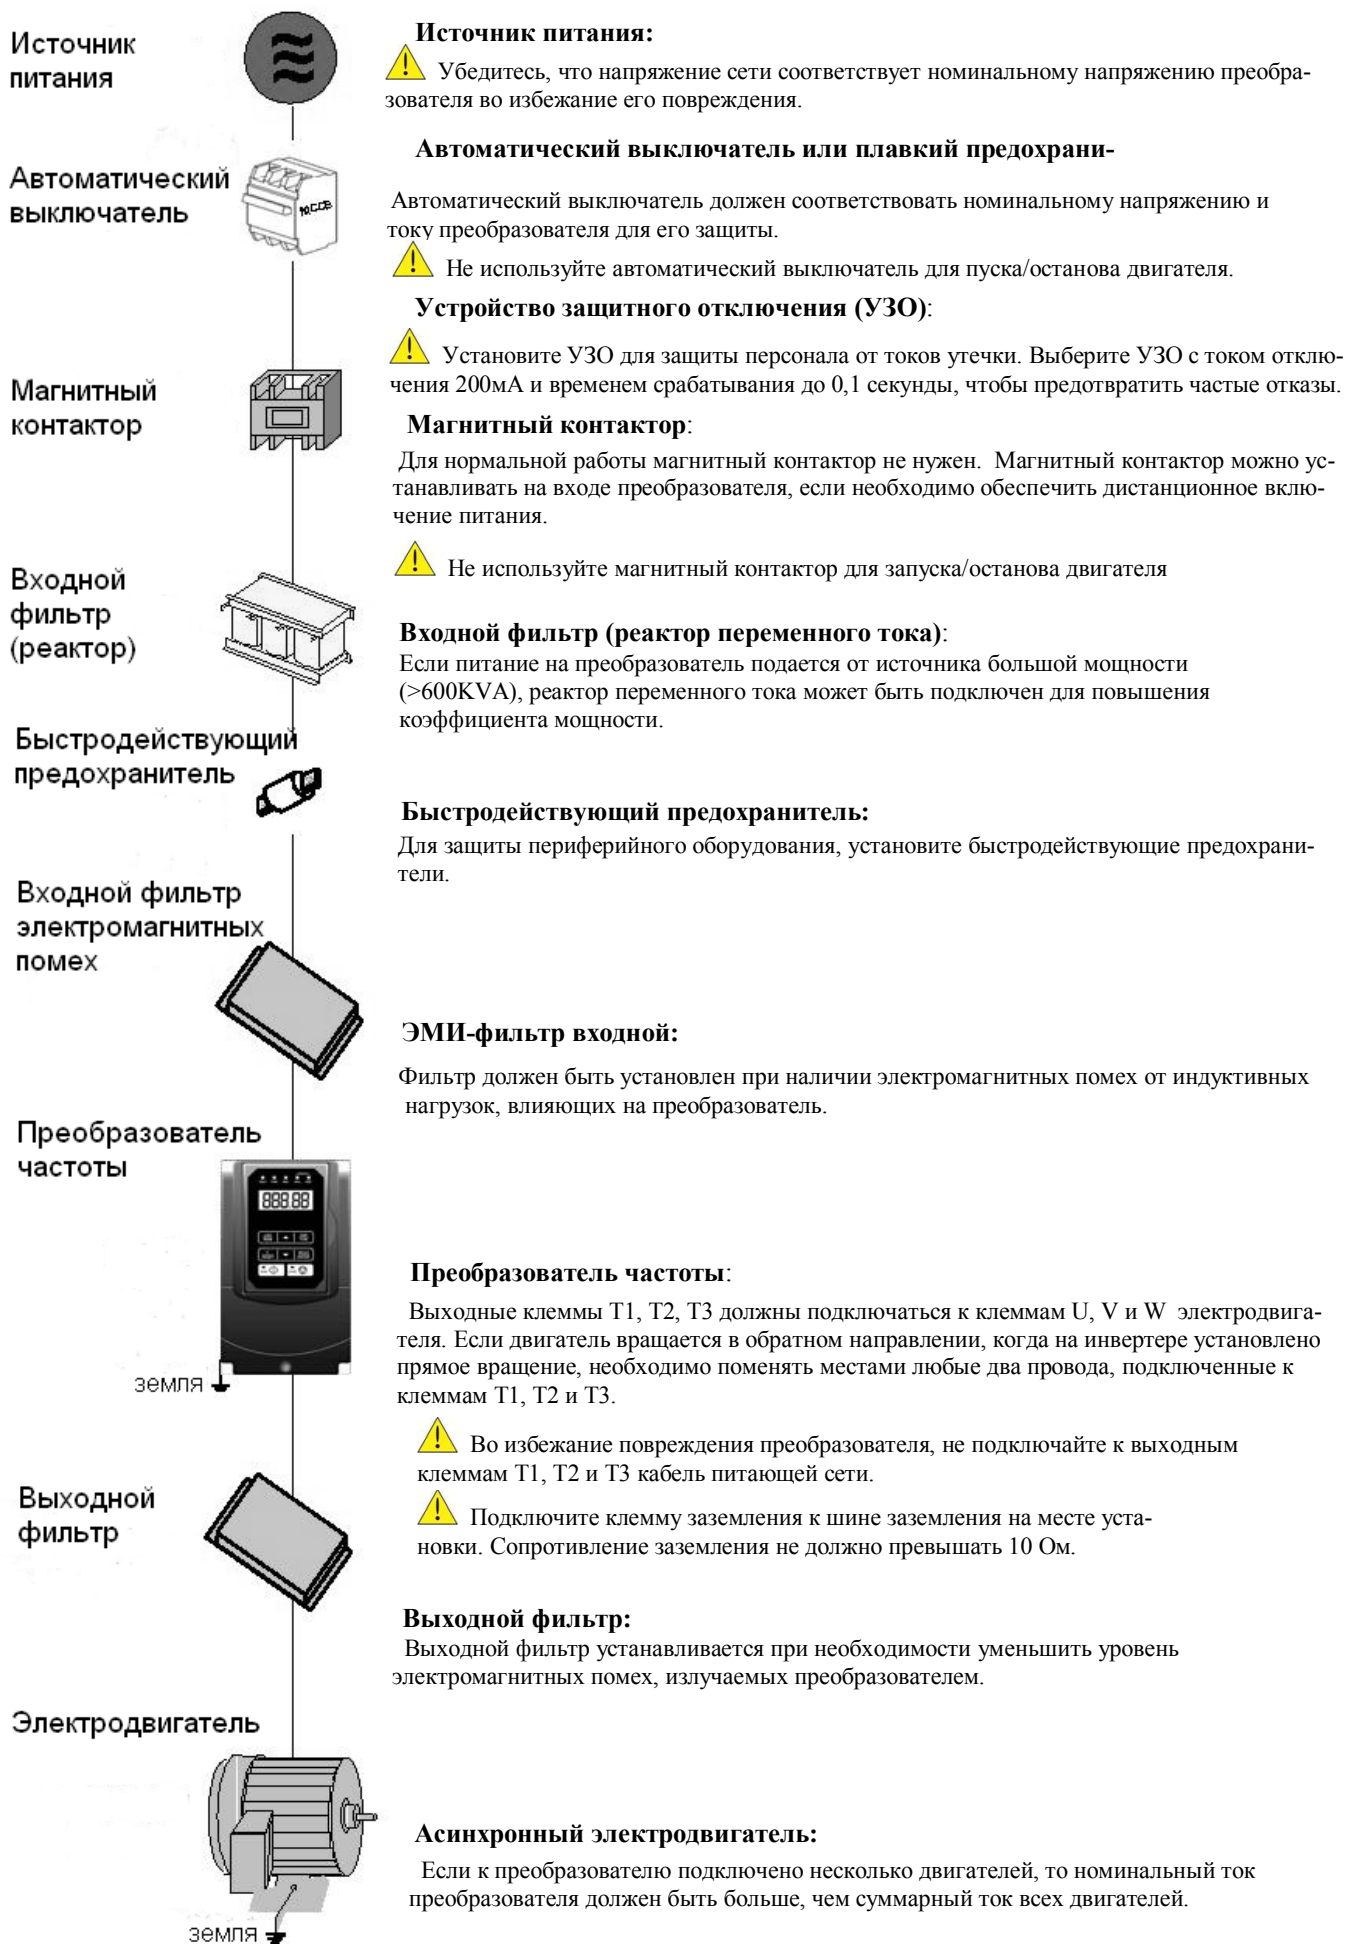 Источник
питания
Источник питания:
Убедитесь, что напряжение сети соответствует номинальному напряжению преобра-
зователя во избежание его повреждения.
Автоматический выключатель или плавкий предохрани-
Автоматический
выключатель
Автоматический выключатель должен соответствовать номинальному напряжению и
току преобразователя для его защиты.
Не используйте автоматический выключатель для пуска/останова двигателя.
Устройство защитного отключения (УЗО):
Установите УЗО для защиты персонала от токов утечки. Выберите УЗО с током отклю-
чения 200мА и временем срабатывания до 0,1 секунды, чтобы предотвратить частые отказы.
Магнитный
контактор
Магнитный контактор:
Для нормальной работы магнитный контактор не нужен. Магнитный контактор можно ус-
танавливать на входе преобразователя, если необходимо обеспечить дистанционное вклю-
чение питания.
Не используйте магнитный контактор для запуска/останова двигателя
Входной
фильтр
(реактор)
Входной фильтр (реактор переменного тока):
Если питание на преобразователь подается от источника большой мощности
(>600KVA), реактор переменного тока может быть подключен для повышения
коэффициента мощности.
Быстродействующий
предохранитель
Быстродействующий предохранитель:
Для защиты периферийного оборудования, установите быстродействующие предохрани-
тели.
Входной фильтр
электромагнитных
помех
ЭМИ-фильтр входной:
Фильтр должен быть установлен при наличии электромагнитных помех от индуктивных
нагрузок, влияющих на преобразователь.
Преобразователь
частоты
88888
земля
Преобразователь частоты:
Выходные клеммы T1, T2, T3 должны подключаться к клеммам U, V и W электродвига-
теля. Если двигатель вращается в обратном направлении, когда на инвертере установлено
прямое вращение, необходимо поменять местами любые два провода, подключенные к
клеммам T1, T2 и T3.
Во избежание повреждения преобразователя, не подключайте к выходным
клеммам T1, T2 и T3 кабель питающей сети.
Подключите клемму заземления к шине заземления на месте уста-
новки. Сопротивление заземления не должно превышать 10 Ом.
Выходной
фильтр
Выходной фильтр:
Выходной фильтр устанавливается при необходимости уменьшить уровень
электромагнитных помех, излучаемых преобразователем.
Электродвигатель
Асинхронный электродвигатель:
Если к преобразователю подключено несколько двигателей, то номинальный ток
преобразователя должен быть больше, чем суммарный ток всех двигателей.
земля